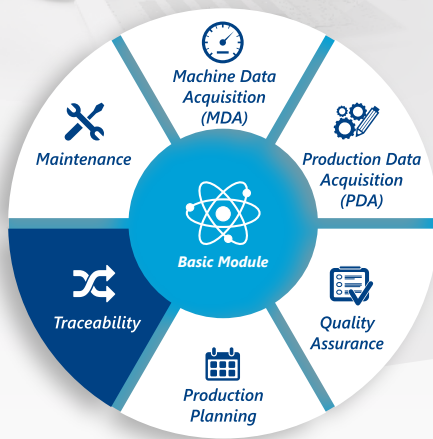 Machine Data
Acquisition
(MDA)
Maintenance
Production Data
Acquisition
(PDA)
Basic Module
Traceability
Quality
Assurance
Production
Planning